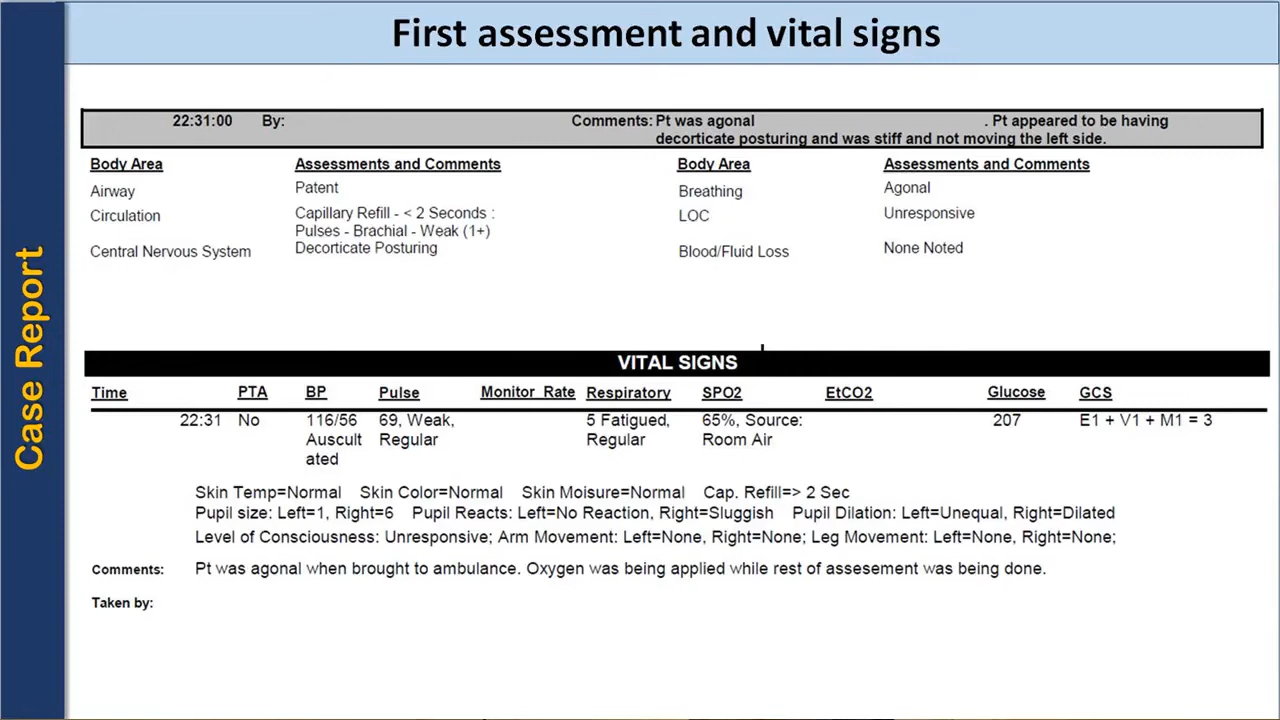 First assessment and vital signs
Case Report
22:31:00 By: Comments: Pt was agonal . Pt appeared to be having
decorticate posturing and was stiff and not moving the left side.
Body Area Assessments and Comments Body Area Assessments and Comments
Airway Patent Breathing Agonal
Circulation Capillary Refill - < 2 Seconds : LOC Unresponsive
Pulses - Brachial - Weak (1+)
Central Nervous System Decorticate Posturing Blood/Fluid Loss None Noted
VITAL SIGNS
Time PTA BP Pulse Monitor Rate Respiratory SPO2 EtCO2 Glucose GCS
22:31 No 116/56 69, Weak, 5 Fatigued, 65%, Source: 207 E1 + V1 + M1 = 3
Auscult Regular Regular Room Air
ated
Skin Temp=Normal Skin Color=Normal Skin Moisure=Normal Cap. Refill=> 2 Sec
Pupil size: Left=1, Right=6 Pupil Reacts: Left=No Reaction, Right=Sluggish Pupil Dilation: Left=Unequal, Right=Dilated
Level of Consciousness: Unresponsive; Arm Movement: Left=None, Right=None; Leg Movement: Left=None, Right=None;
Comments: Pt was agonal when brought to ambulance. Oxygen was being applied while rest of assesement was being done.
Taken by: